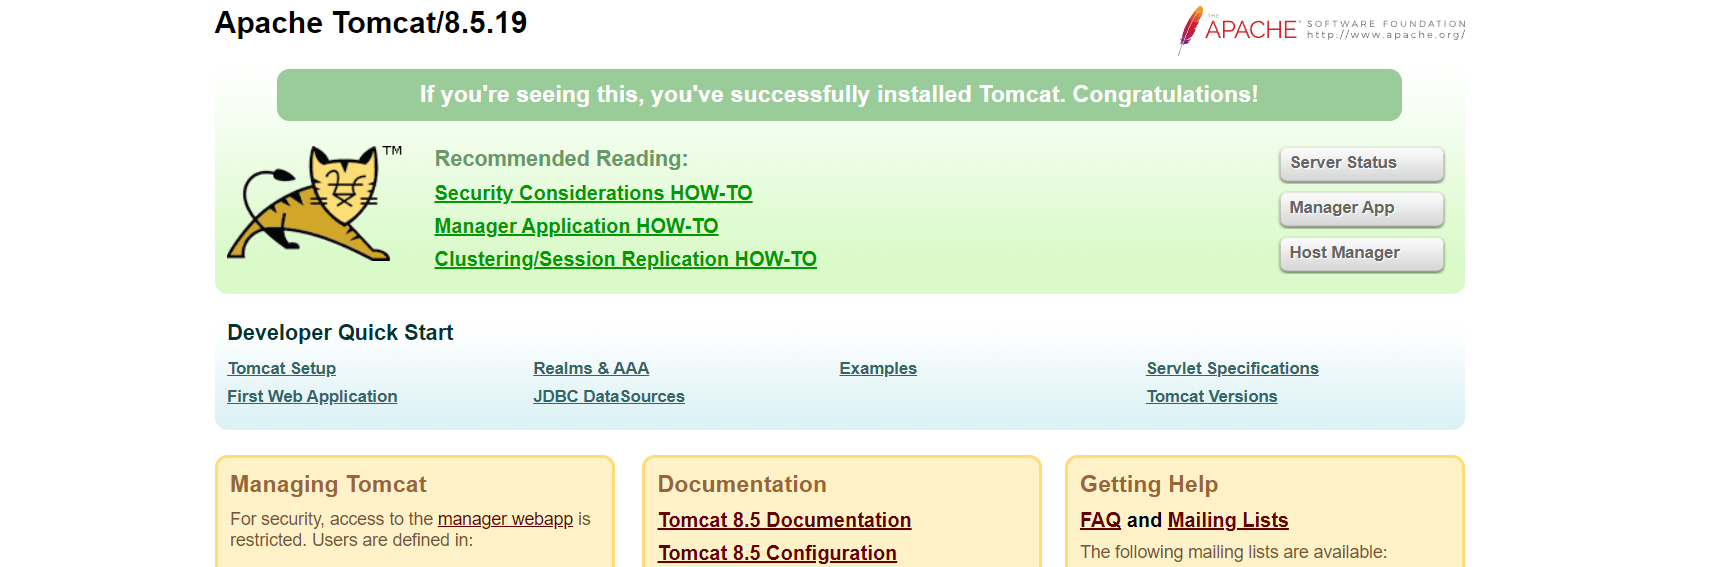 Apache Tomcat/8.5.19
THE
APACHE™ SOFTWARE FOUNDATION
http://www.apache.org/
If you're seeing this, you've successfully installed Tomcat. Congratulations!
TM
Recommended Reading:
Security Considerations HOW-TO
Manager Application HOW-TO
Clustering/Session Replication HOW-TO
Server Status
Manager App
Host Manager
Developer Quick Start
Tomcat Setup
First Web Application
Realms & AAA
JDBC DataSources
Examples
Servlet Specifications
Tomcat Versions
Managing Tomcat
For security, access to the manager webapp is
restricted. Users are defined in:
Documentation
Tomcat 8.5 Documentation
Tomcat 8.5 Configuration
Getting Help
FAQ and Mailing Lists
The following mailing lists are available: